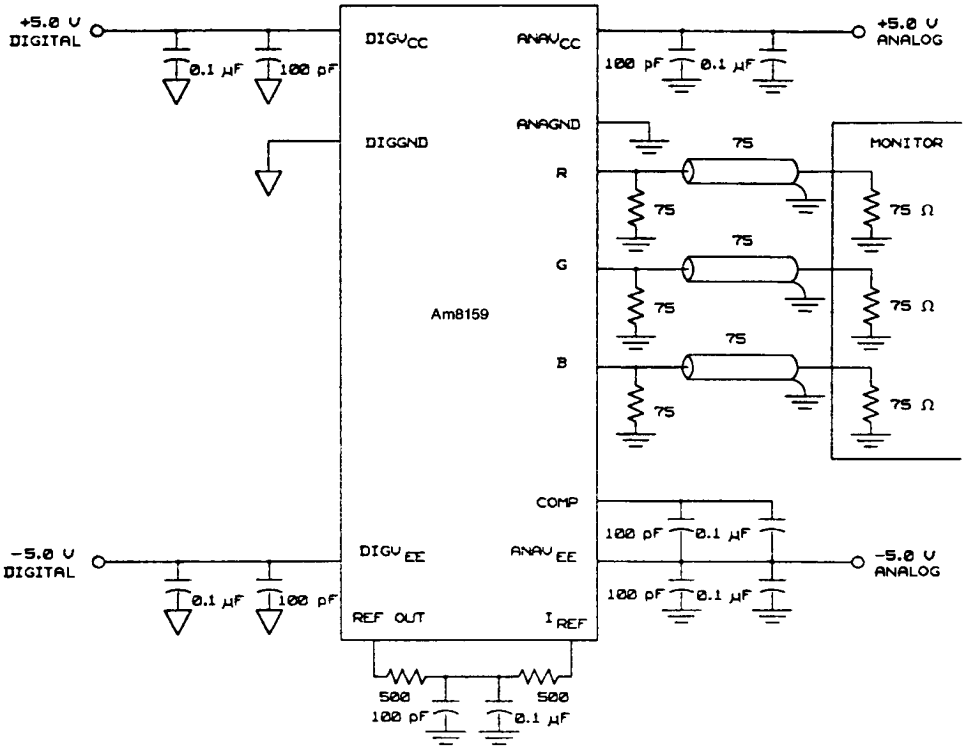 +5.0 V
DIGITAL
0.1 µF
100 pF
DIGVCC
ANAVCC
100 pF
0.1 µF
+5.0 V
ANALOG
DIGGND
ANAGND
MONITOR
R
75
75
75 Ω
G
75
75
75 Ω
Am8159
B
75
75
75 Ω
COMP
100 pF
0.1 µF
-5.0 V
DIGITAL
DIGVEE
ANAVEE
-5.0 V
ANALOG
0.1 µF
100 pF
100 pF
0.1 µF
REF OUT
IREF
500
500
100 pF
0.1 µF